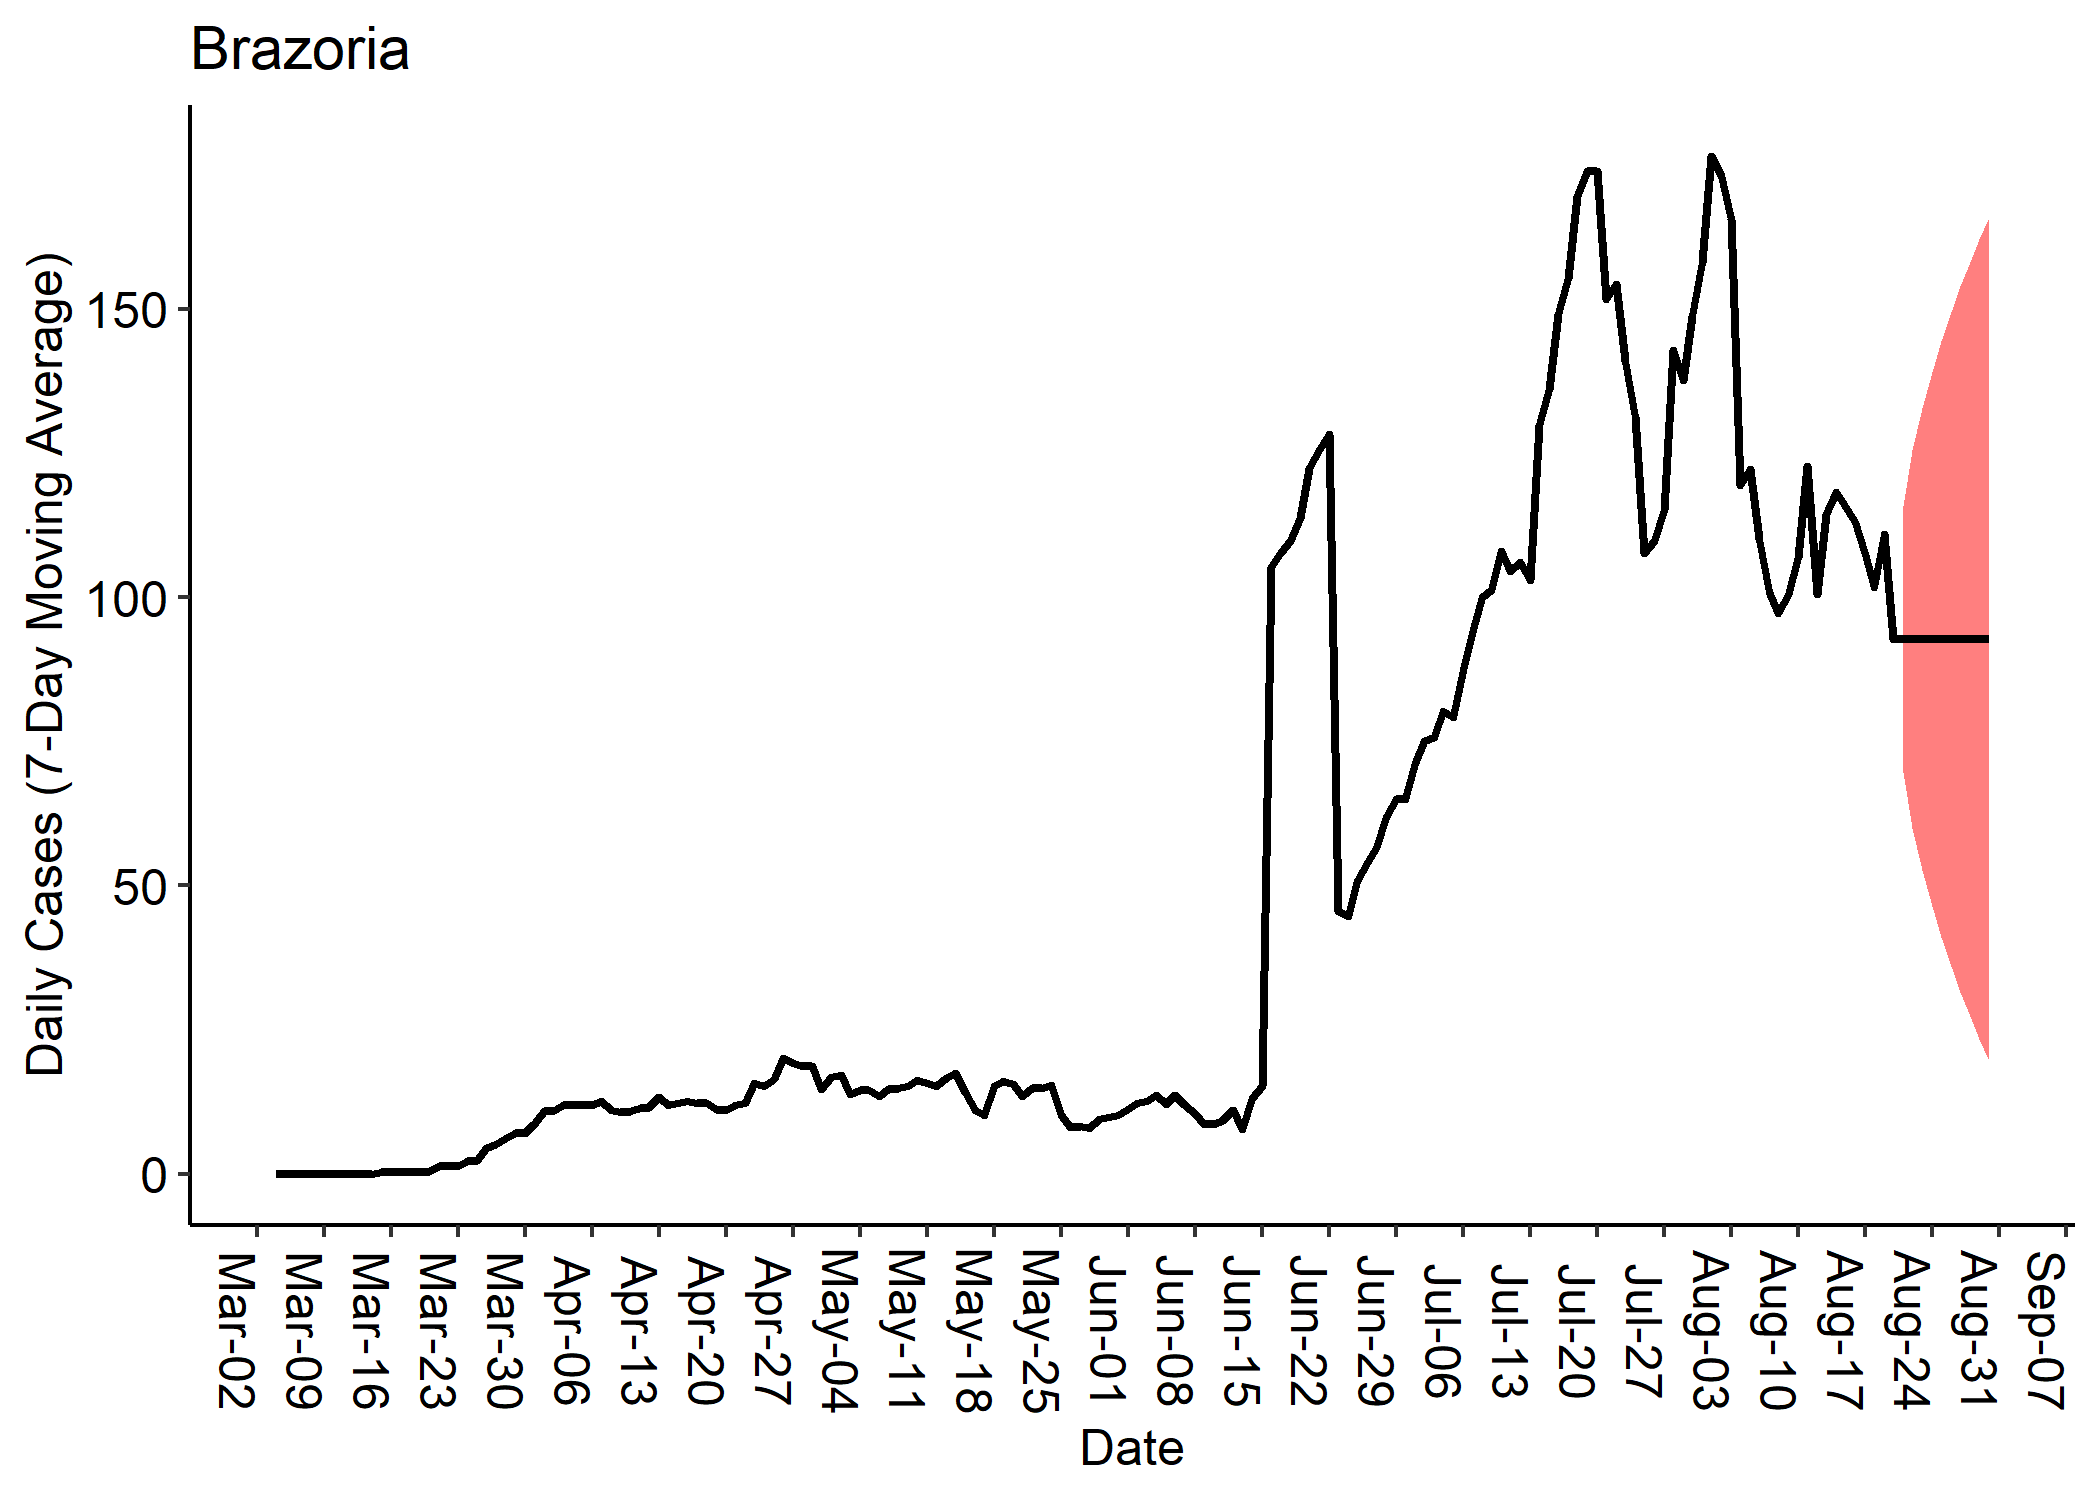 Brazoria
Daily Cases (7-Day Moving Average)
150
100
50
0
Mar-02
Mar-09
Mar-16
Mar-23
Mar-30
Apr-06
Apr-13
Apr-20
Apr-27
May-04
May-11
May-18
May-25
Jun-01
Jun-08
Jun-15
Jun-22
Jun-29
Jul-06
Jul-13
Jul-20
Jul-27
Aug-03
Aug-10
Aug-17
Aug-24
Aug-31
Sep-07
Date